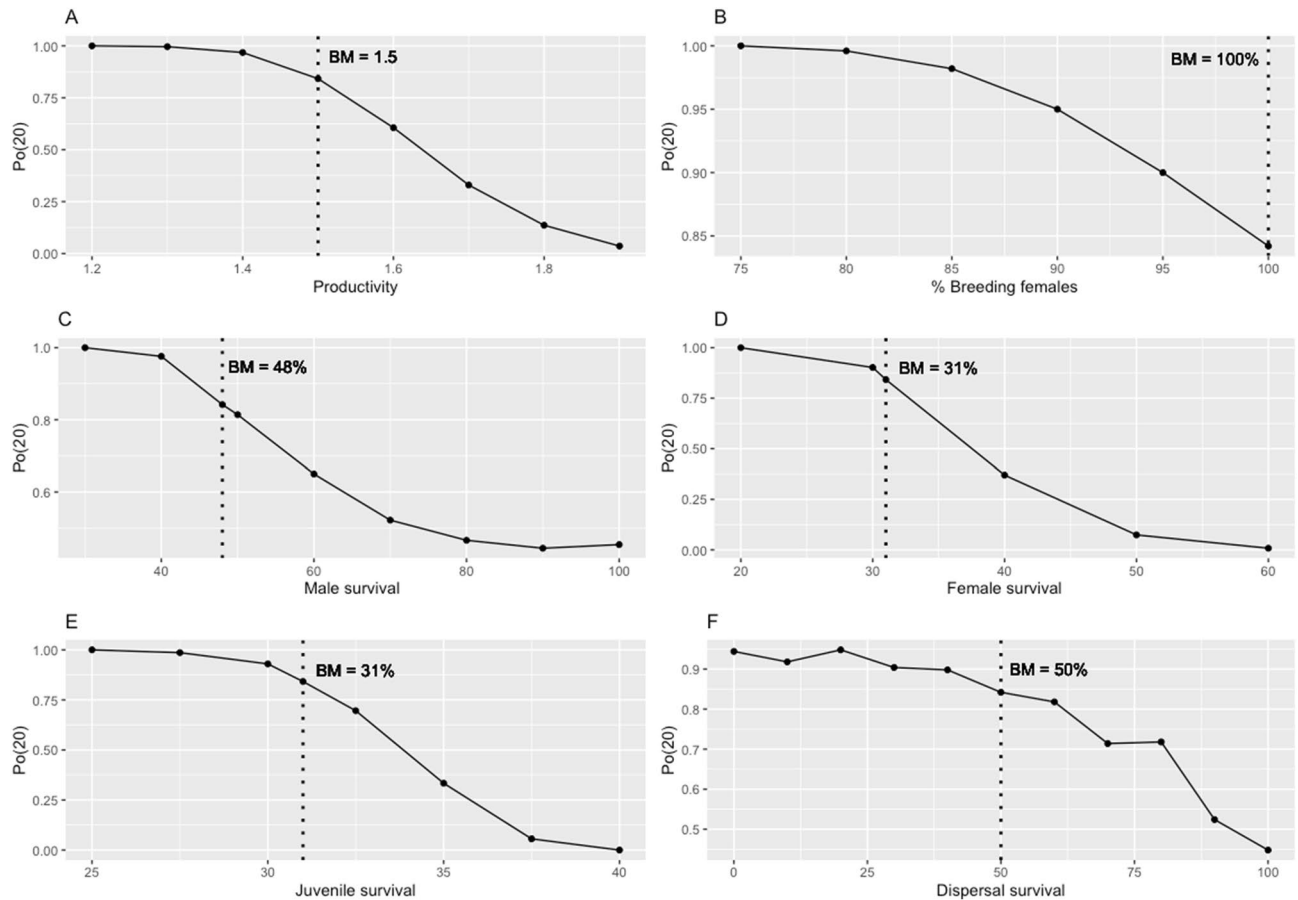 A
BM = 1.5
Po(20)
1.00
0.75
0.50
0.25
0.00
1.2 1.4 1.6 1.8
Productivity
B
BM = 100%
Po(20)
1.00
0.95
0.90
0.85
75 80 85 90 95 100
% Breeding females
C
BM = 48%
Po(20)
1.0
0.8
0.6
40 60 80 100
Male survival
D
BM = 31%
Po(20)
1.00
0.75
0.50
0.25
0.00
20 30 40 50 60
Female survival
E
BM = 31%
Po(20)
1.00
0.75
0.50
0.25
0.00
25 30 35 40
Juvenile survival
F
BM = 50%
Po(20)
0.9
0.8
0.7
0.6
0.5
0 25 50 75 100
Dispersal survival